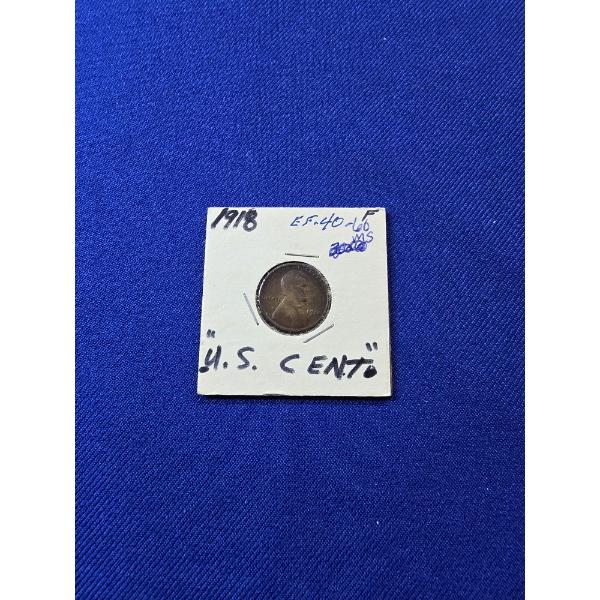 1918 EF-40-60 F
MS
"U.S. CENT."